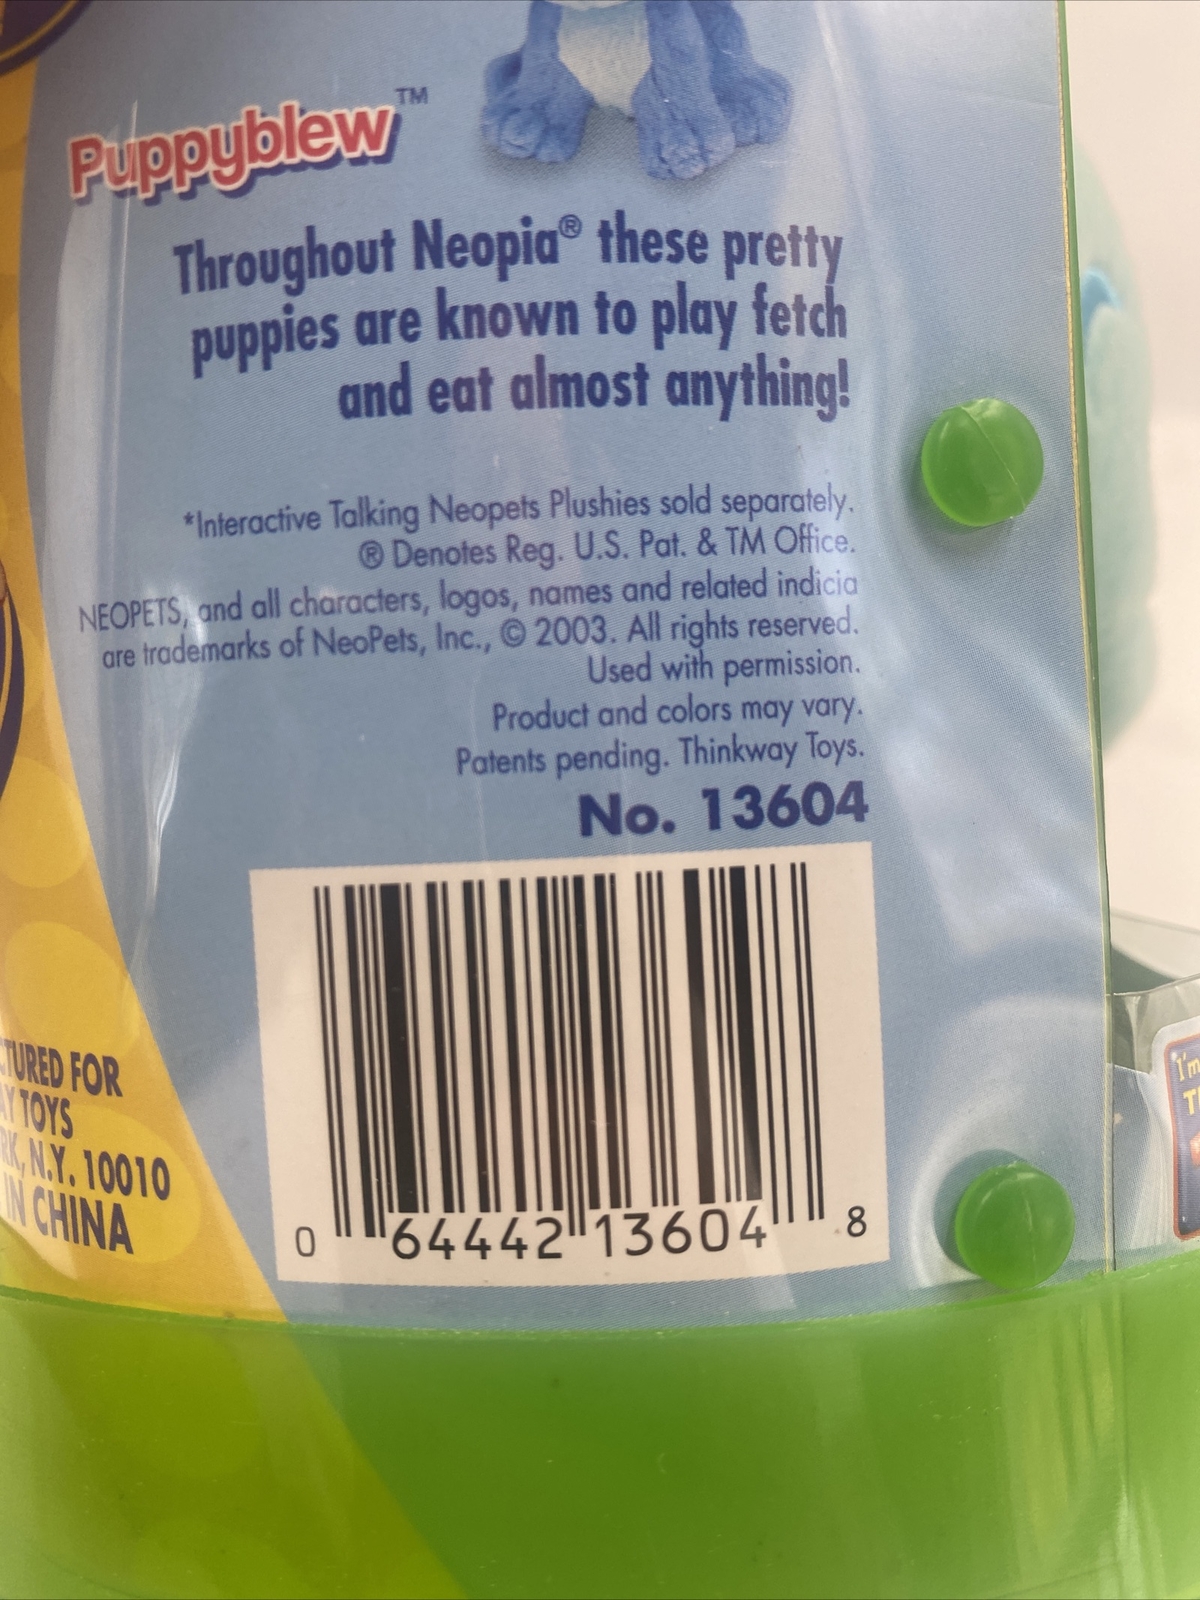 Puppyblew™
Throughout Neopia® these pretty
puppies are known to play fetch
and eat almost anything!
*Interactive Talking Neopets Plushies sold separately.
® Denotes Reg. U.S. Pat. & TM Office.
NEOPETS, and all characters, logos, names and related indicia
are trademarks of NeoPets, Inc., © 2003. All rights reserved.
Used with permission.
Product and colors may vary.
Patents pending. Thinkway Toys.
No. 13604
0 64442 13604 8
FOR
TOYS
N.Y. 10010
IN CHINA
I'm